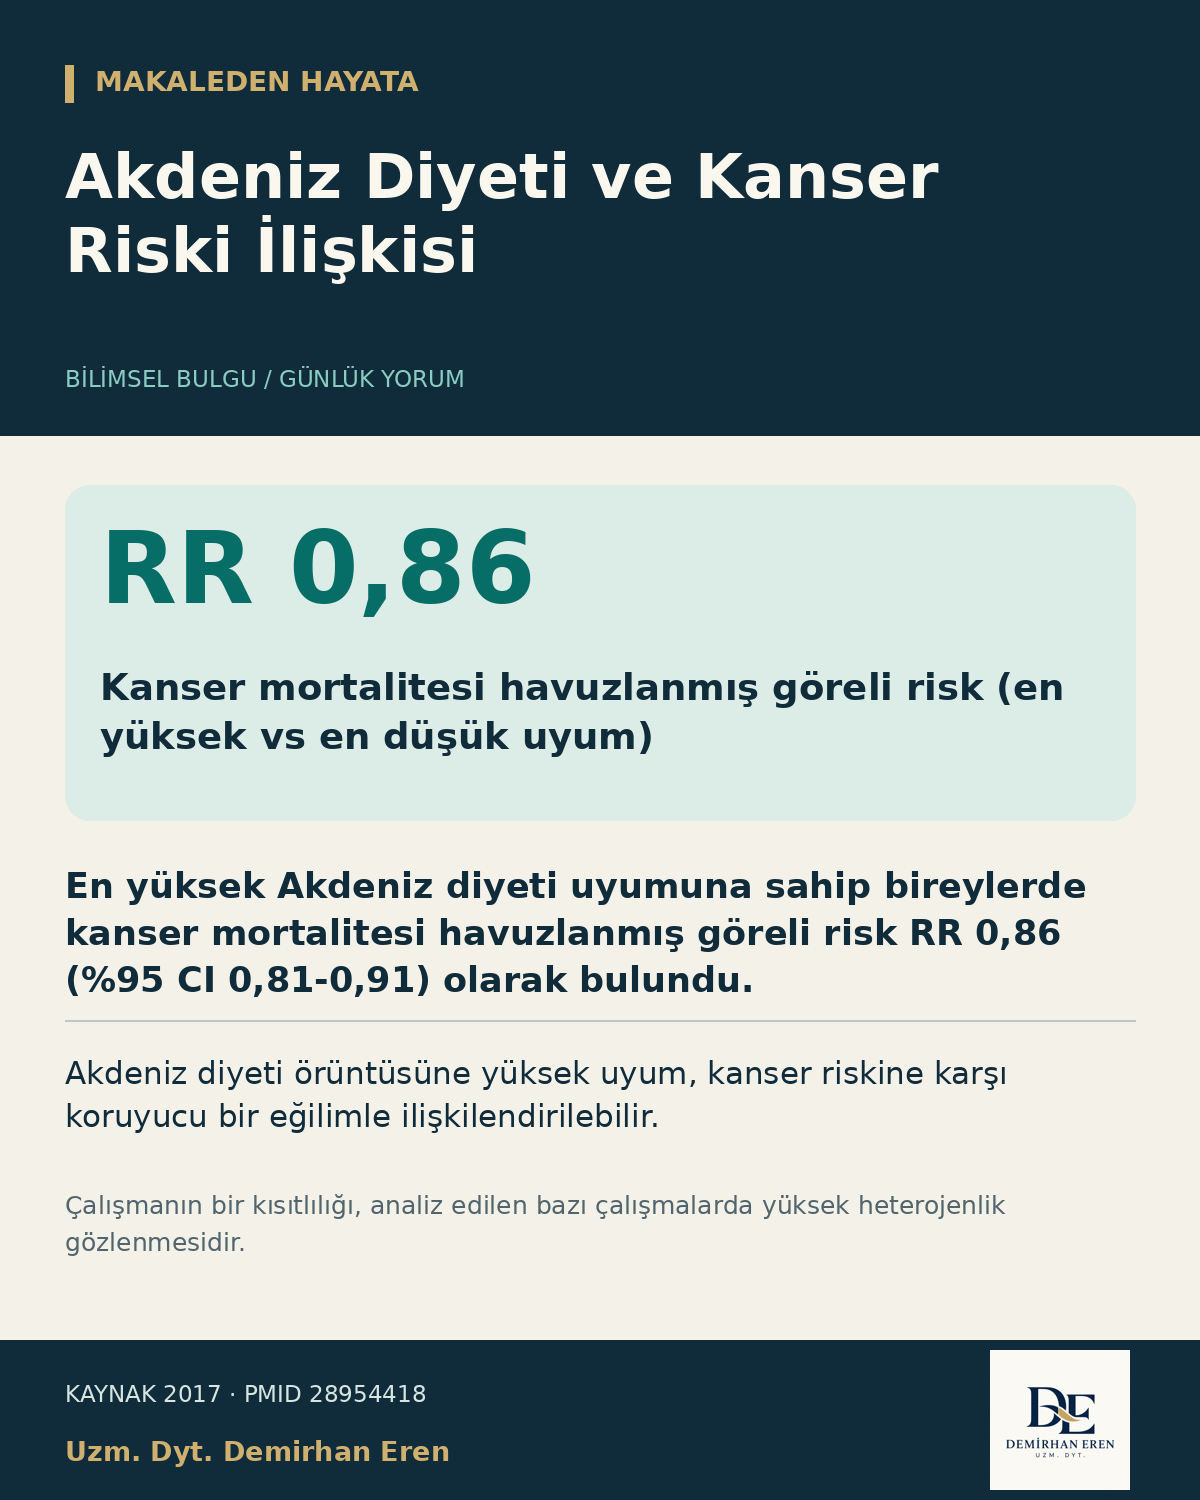 MAKALEDEN HAYATA
Akdeniz Diyeti ve Kanser
Riski İlişkisi
BİLİMSEL BULGU / GÜNLÜK YORUM
RR 0,86
Kanser mortalitesi havuzlanmış göreli risk (en
yüksek vs en düşük uyum)
En yüksek Akdeniz diyeti uyumuna sahip bireylerde
kanser mortalitesi havuzlanmış göreli risk RR 0,86
(%95 CI 0,81-0,91) olarak bulundu.
Akdeniz diyeti örüntüsüne yüksek uyum, kanser riskine karşı
koruyucu bir eğilimle ilişkilendirilebilir.
Çalışmanın bir kısıtlılığı, analiz edilen bazı çalışmalarda yüksek heterojenlik
gözlenmesidir.
KAYNAK 2017 · PMID 28954418
Uzm. Dyt. Demirhan Eren
DE
DEMİRHAN EREN
UZM. DYT.